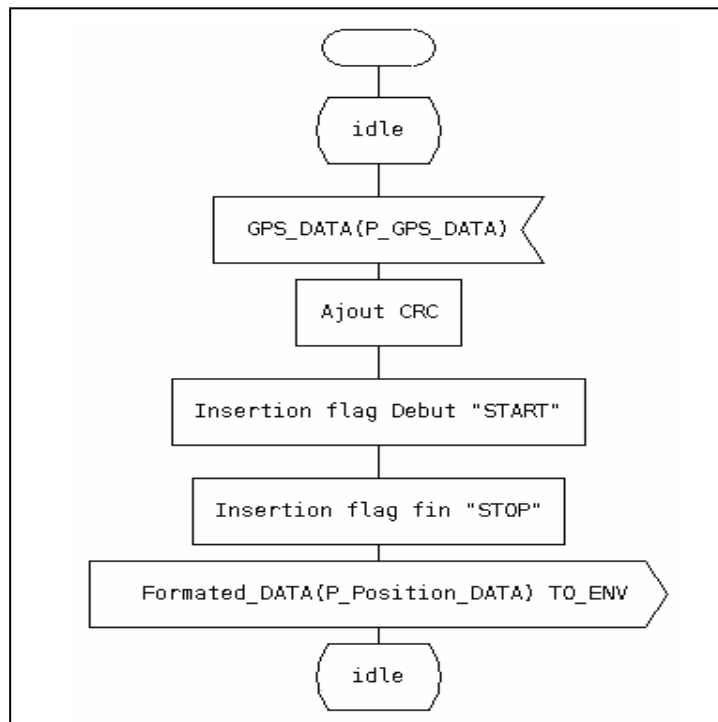 idle
GPS_DATA(P_GPS_DATA)
Ajout CRC
Insertion flag Debut "START"
Insertion flag fin "STOP"
Formated_DATA(P_Position_DATA) TO_ENV
idle